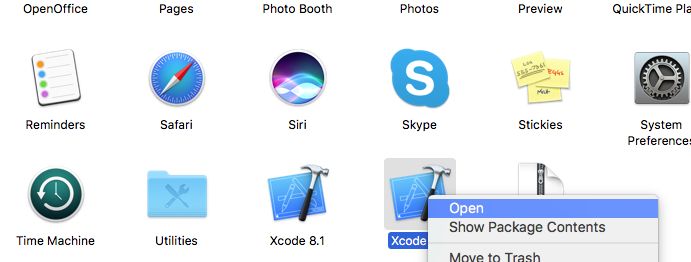 OpenOffice
Pages
Photo Booth
Photos
Preview
QuickTime Pla
Reminders
Safari
Siri
Skype
Stickies
System
Preferences
Time Machine
Utilities
Xcode 8.1
Xcode
Open
Show Package Contents
Move to Trash